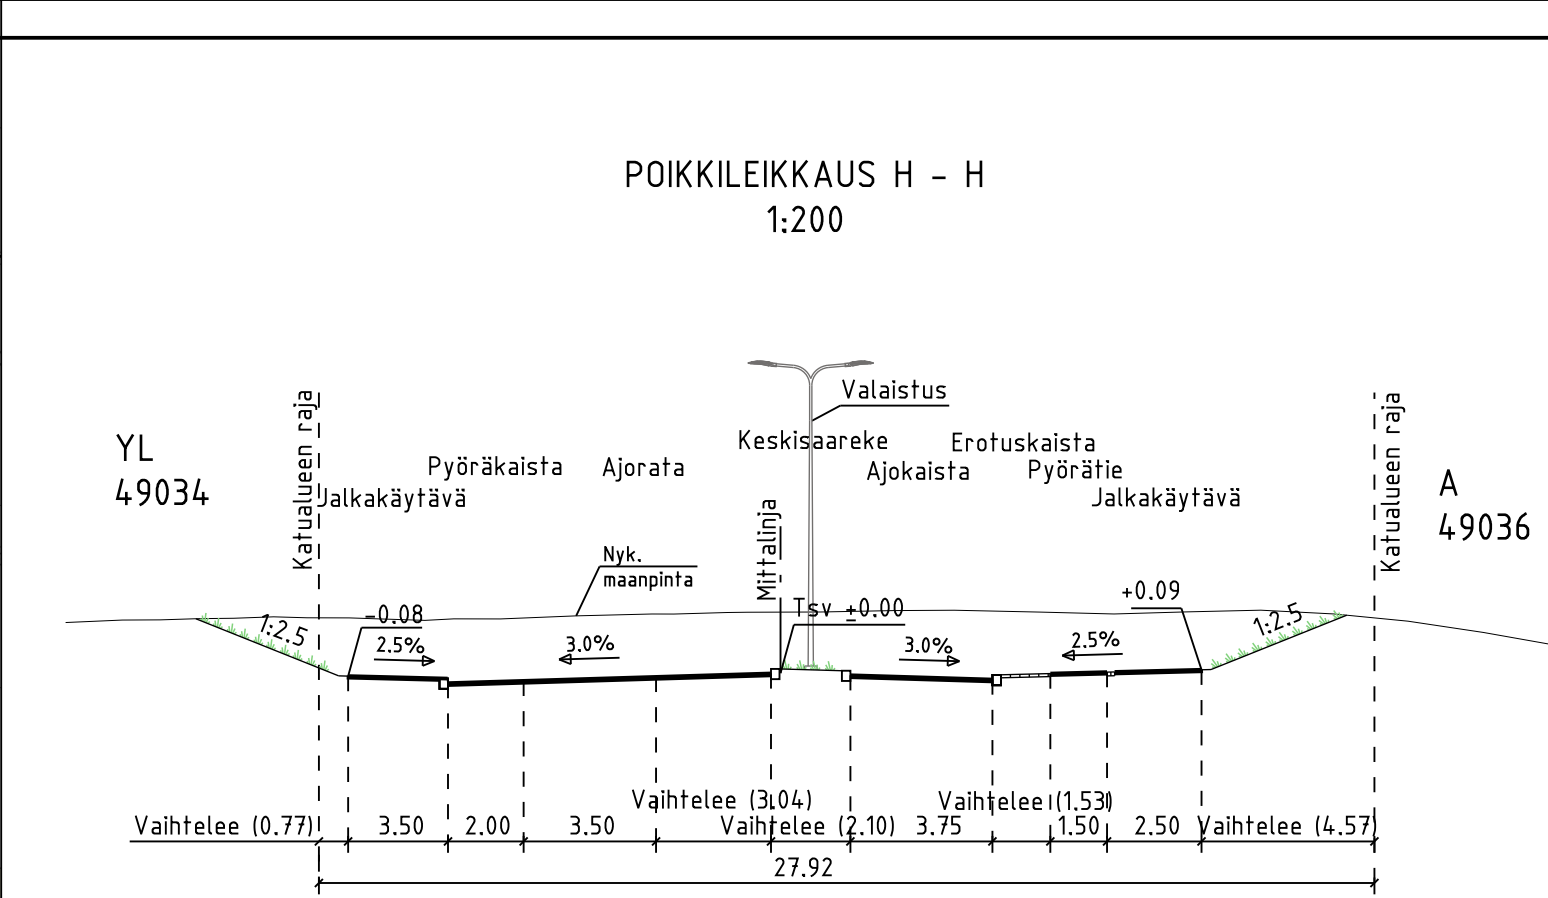 POIKKILEIKKAUS H - H
1:200
Valaistus
Katualueen raja
Katualueen raja
YL
49034
Keskisaareke
Erotuskaista
Pyöräkaista
Ajorata
Ajokaista
Pyörätie
Jalkakäytävä
Jalkakäytävä
A
49036
Mittalinja
Nyk.
maanpinta
Tsv ±0.00
+0.09
-0.08
1:2.5
1:2.5
2.5%
3.0%
3.0%
2.5%
Vaihtelee (3.04)
Vaihtelee (1.53)
Vaihtelee (0.77)
3.50
2.00
3.50
Vaihtelee (2.10)
3.75
1.50
2.50
Vaihtelee (4.57)
27.92